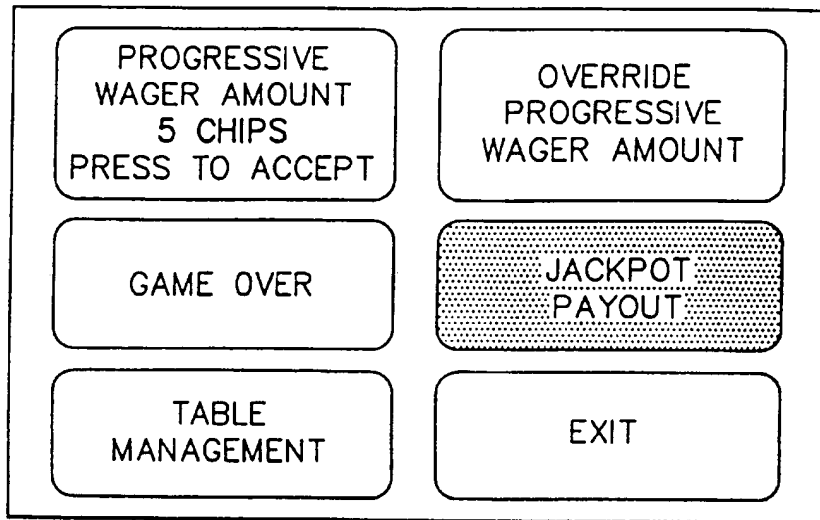 PROGRESSIVE
WAGER AMOUNT
5 CHIPS
PRESS TO ACCEPT
OVERRIDE
PROGRESSIVE
WAGER AMOUNT
GAME OVER
JACKPOT
PAYOUT
TABLE
MANAGEMENT
EXIT